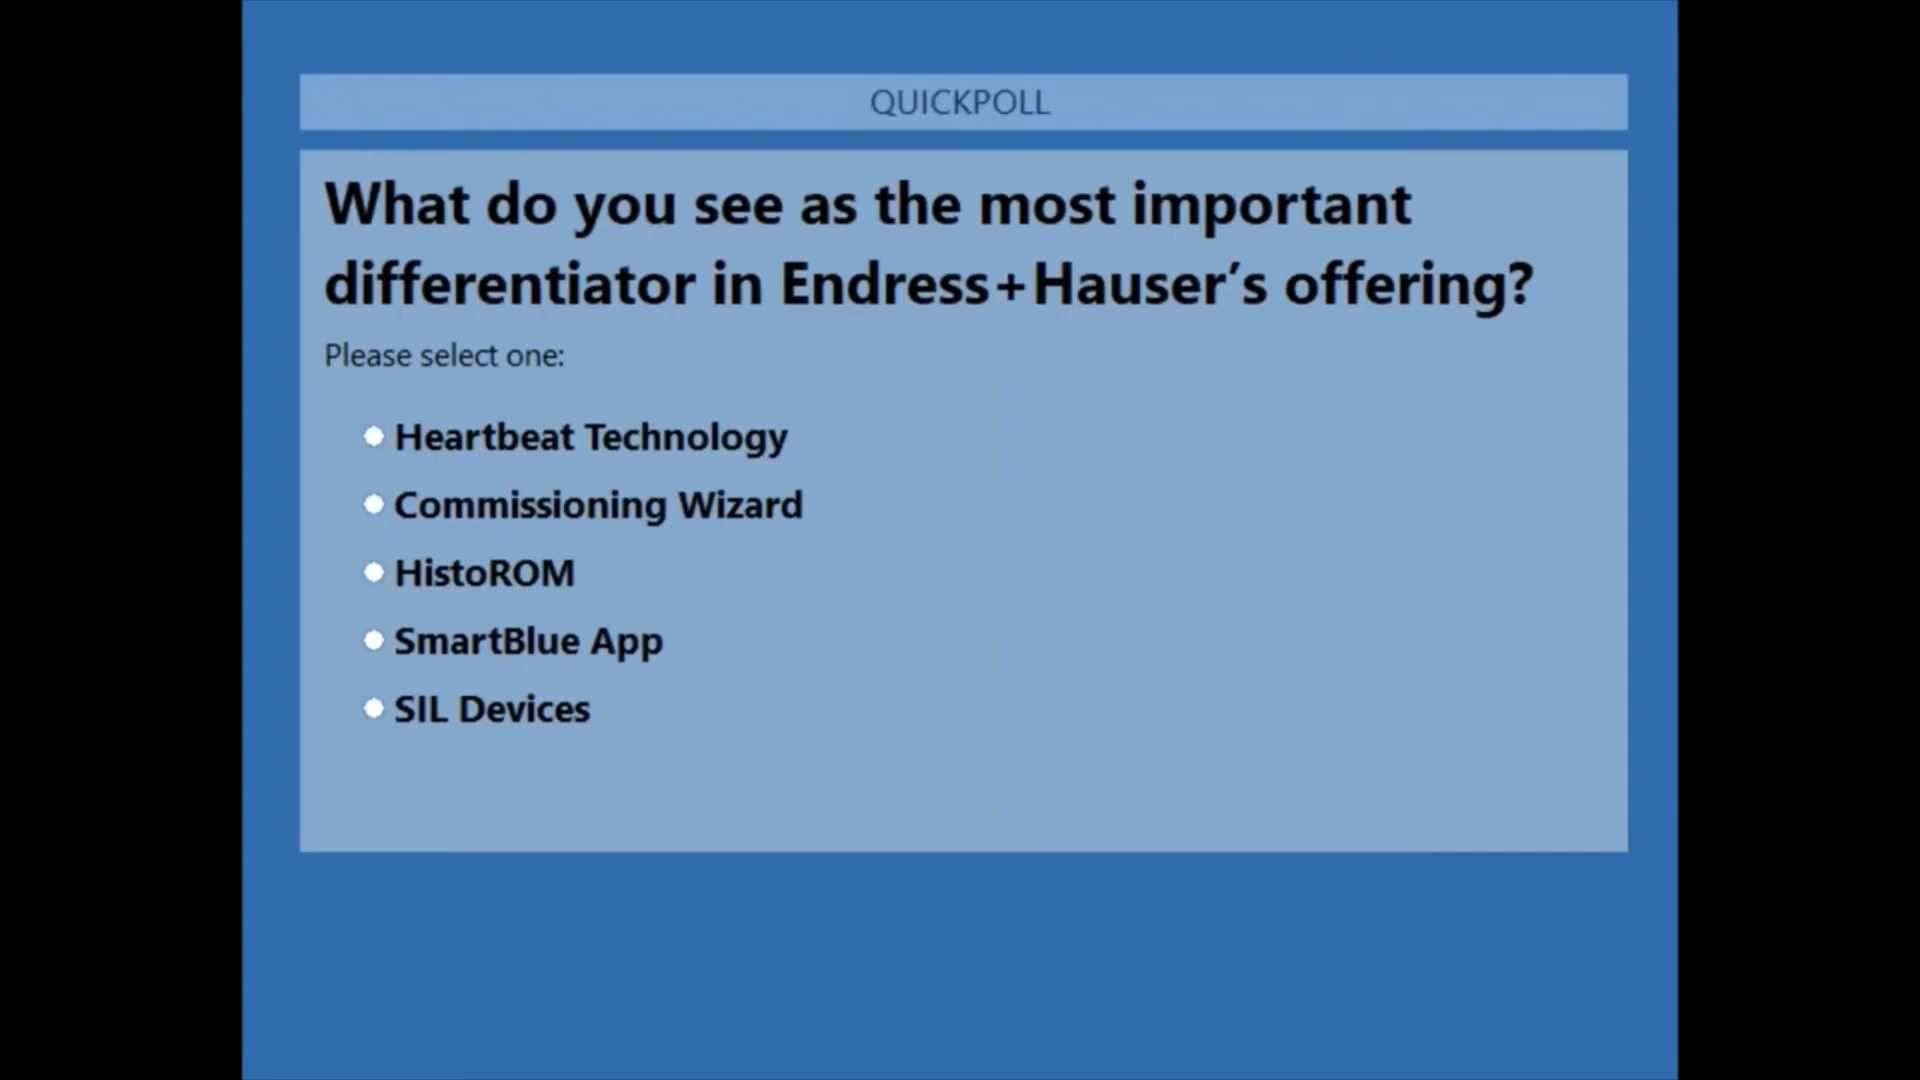 QUICKPOLL
What do you see as the most important
differentiator in Endress+Hauser’s offering?
Please select one:
Heartbeat Technology
Commissioning Wizard
HistoROM
SmartBlue App
SIL Devices